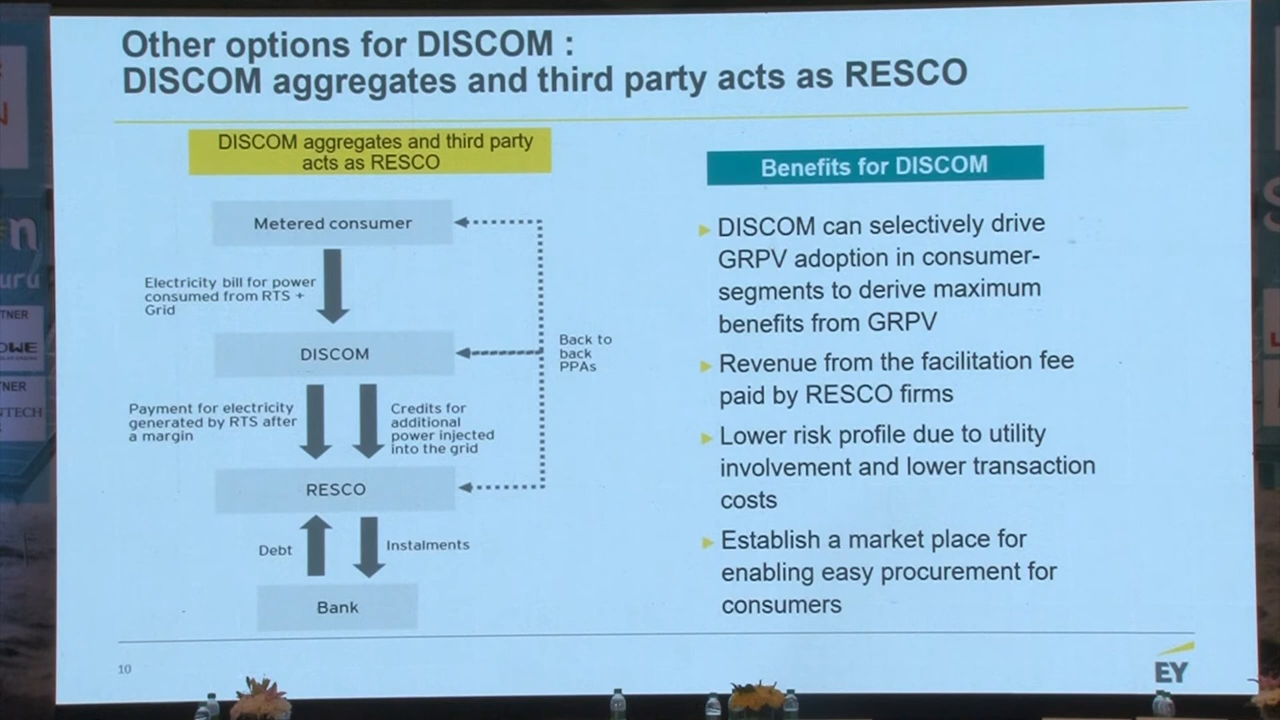 Other options for DISCOM :
DISCOM aggregates and third party acts as RESCO
DISCOM aggregates and third party
acts as RESCO
Metered consumer
Electricity bill for power
consumed from RTS +
Grid
DISCOM
Back to
back
PPAs
Payment for electricity
generated by RTS after
a margin
Credits for
additional
power injected
into the grid
RESCO
Debt
Instalments
Bank
Benefits for DISCOM
DISCOM can selectively drive
GRPV adoption in consumer-
segments to derive maximum
benefits from GRPV
Revenue from the facilitation fee
paid by RESCO firms
Lower risk profile due to utility
involvement and lower transaction
costs
Establish a market place for
enabling easy procurement for
consumers
10
EY